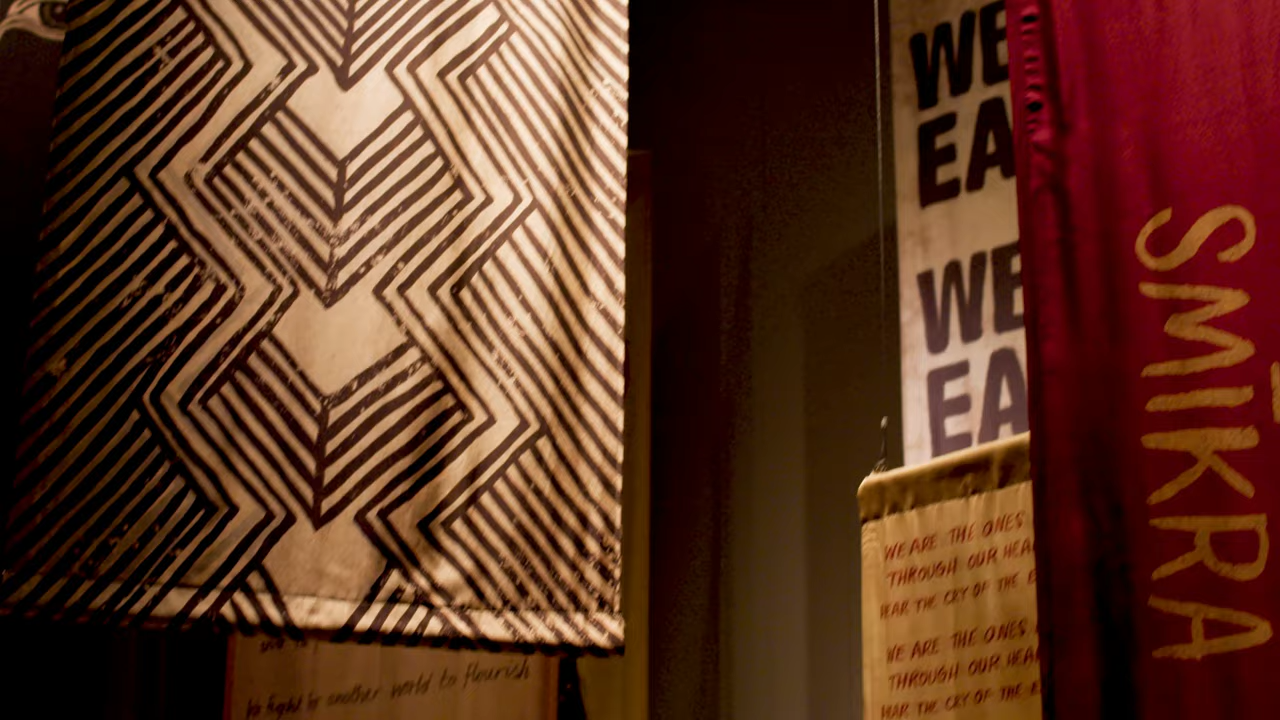 WE
EA
WE
EA
SMIKRA
WE ARE THE ONES
THROUGH OUR HEA
HEAR THE CRY OF THE E
WE ARE THE ONES
THROUGH OUR HEA
HEAR THE CRY OF THE E
to fight is another world to flourish